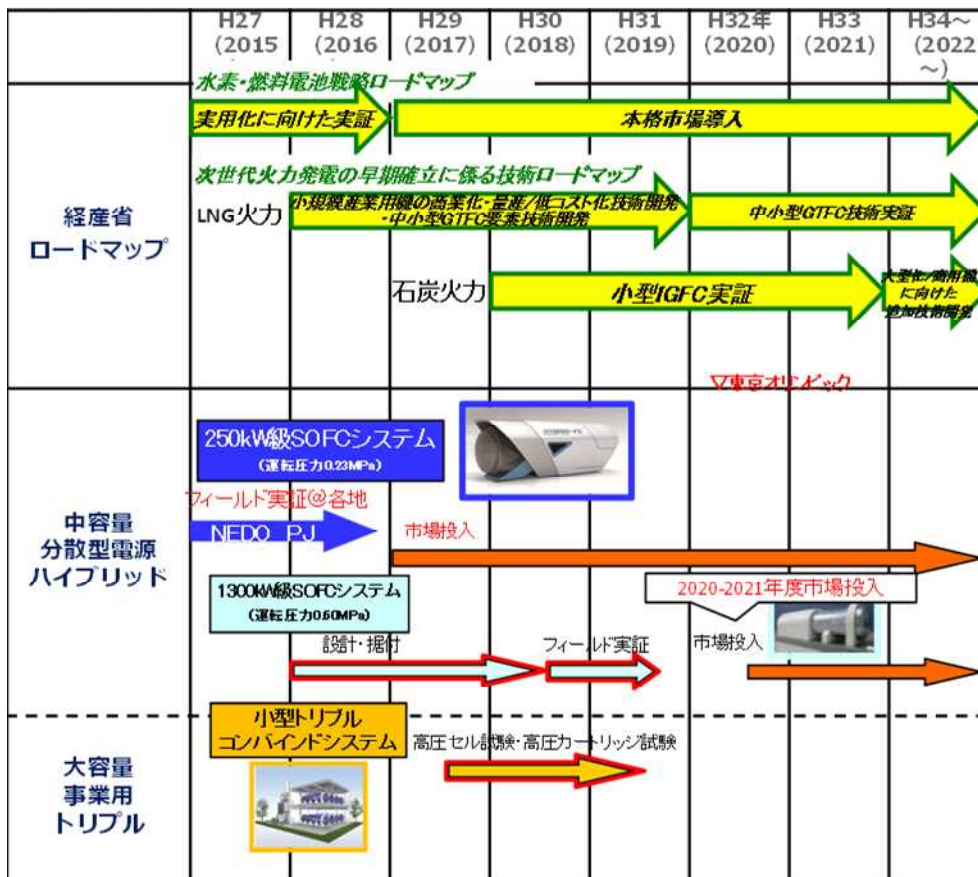 H27 H28 H29 H30 H31 H32年 H33 H34~
(2015 (2016 (2017) (2018) (2019) (2020) (2021) (2022
~)
水素・燃料電池戦略ロードマップ
実用化に向けた実証 本格市場導入
次世代火力発電の早期確立に係る技術ロードマップ
経産省
ロードマップ
LNG火力
小規模産業用機の商業化・量産/低コスト化技術開発
・中小型GTFC要素技術開発
中小型GTFC技術実証
石炭火力
小型IGFC実証
大型化/商用機
に向けた
追加技術開発
▽東京オリンピック
中容量
分散型電源
ハイブリッド
250kW級SOFCシステム
(運転圧力0.23MPa)
フィールド実証@各地
NEDO PJ
市場投入
1300kW級SOFCシステム
(運転圧力0.60MPa)
2020-2021年度市場投入
設計・据付 フィールド実証 市場投入
大容量
事業用
トリプル
小型トリプル
コンバインドシステム
高圧セル試験・高圧カートリッジ試験